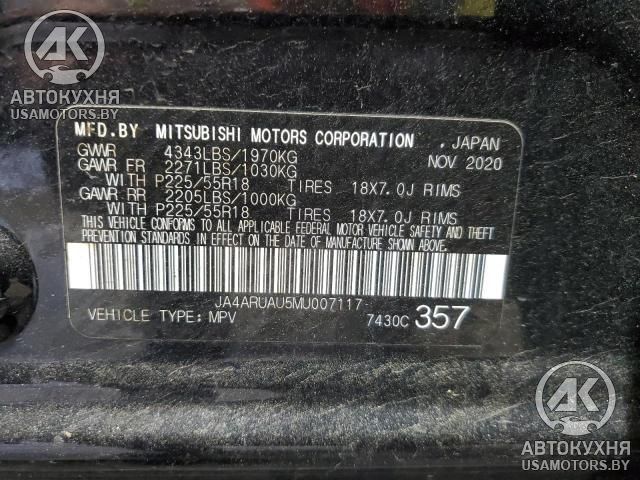 АК
АВТОКУХНЯ
USAMOTORS.BY
MFD.BY MITSUBISHI MOTORS CORPORATION , JAPAN
GVWR 4343LBS/1970KG NOV 2020
GAWR FR 2271LBS/1030KG
WITH P225/55R18 TIRES 18X7.0J RIMS
GAWR RR 2205LBS/1000KG
WITH P225/55R18 TIRES 18X7.0J RIMS
THIS VEHICLE CONFORMS TO ALL APPLICABLE FEDERAL MOTOR VEHICLE SAFETY AND THEFT
PREVENTION STANDARDS IN EFFECT ON THE DATE OF MANUFACTURE SHOWN ABOVE.
JA4ARUAU5MU007117
VEHICLE TYPE: MPV 7430C 357
АК
АВТОКУХНЯ
USAMOTORS.BY